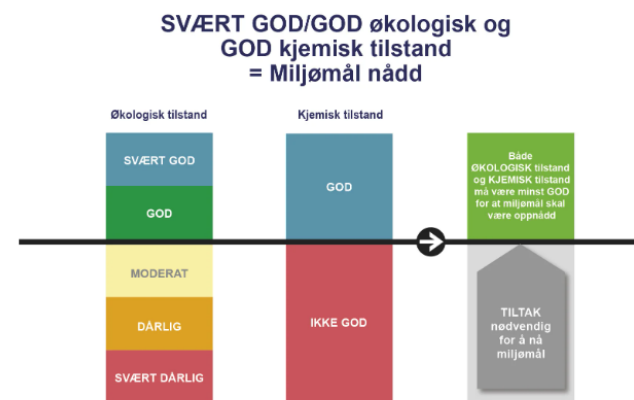 SVÆRT GOD/GOD økologisk og
GOD kjemisk tilstand
= Miljømål nådd
Økologisk tilstand
SVÆRT GOD
GOD
MODERAT
DÅRLIG
SVÆRT DÅRLIG
Kjemisk tilstand
GOD
IKKE GOD
Både
ØKOLOGISK tilstand
og KJEMISK tilstand
må være minst GOD
for at miljømål skal
være oppnådd
TILTAK
nødvendig
for å nå
miljømål